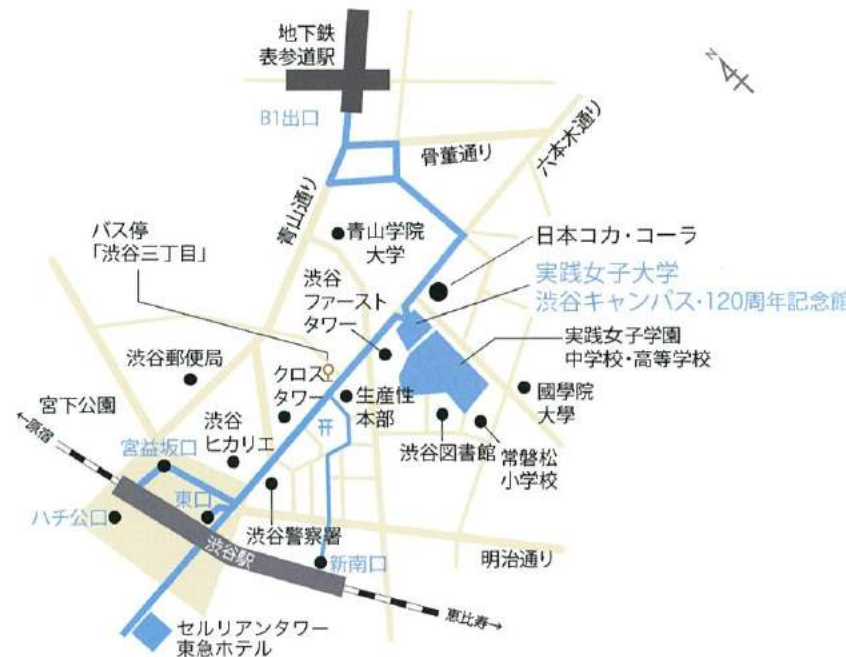 地下鉄
表参道駅
N
B1出口
骨董通り
六本木通り
青山通り
バス停
「渋谷三丁目」
青山学院
大学
日本コカ・コーラ
実践女子大学
渋谷キャンパス・120周年記念館
渋谷
ファースト
タワー
実践女子学園
中学校・高等学校
渋谷郵便局
クロス
タワー
生産性
本部
國學院
大學
宮下公園
渋谷
ヒカリエ
渋谷図書館
常磐松
小学校
←原宿
宮益坂口
ハチ公口
東口
渋谷警察署
渋谷駅
新南口
明治通り
恵比寿→
セルリアンタワー
東急ホテル